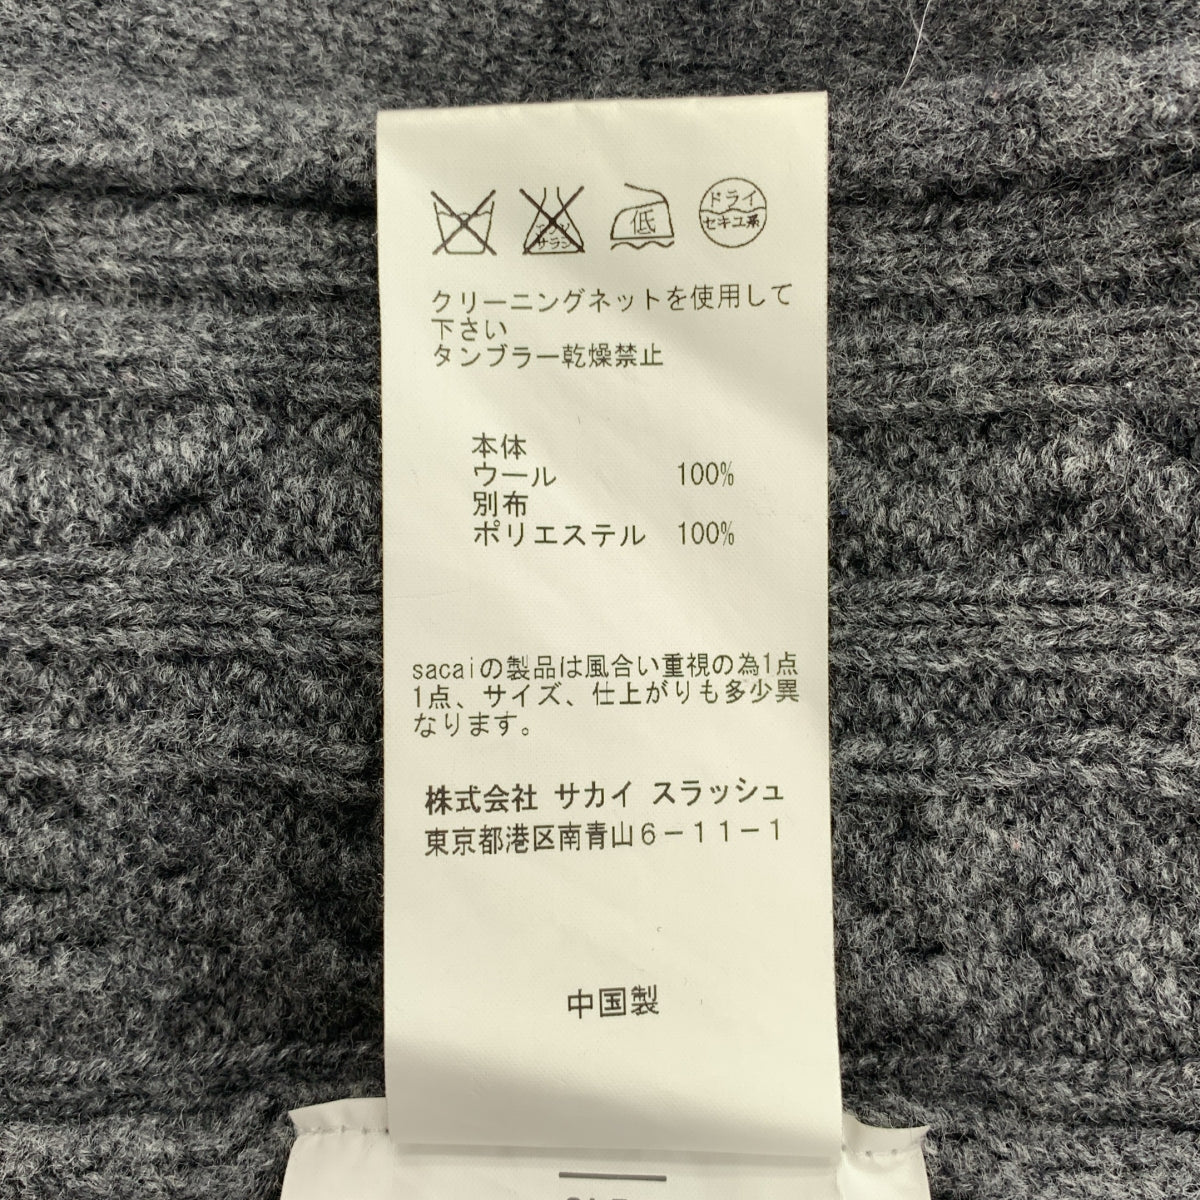 低
ドライ
セキユ系
クリーニングネットを使用して
下さい
タンブラー乾燥禁止
本体
ウール 100%
別布
ポリエステル 100%
sacaiの製品は風合い重視の為1点
1点、サイズ、仕上がりも多少異
なります。
株式会社 サカイ スラッシュ
東京都港区南青山6-11-1
中国製